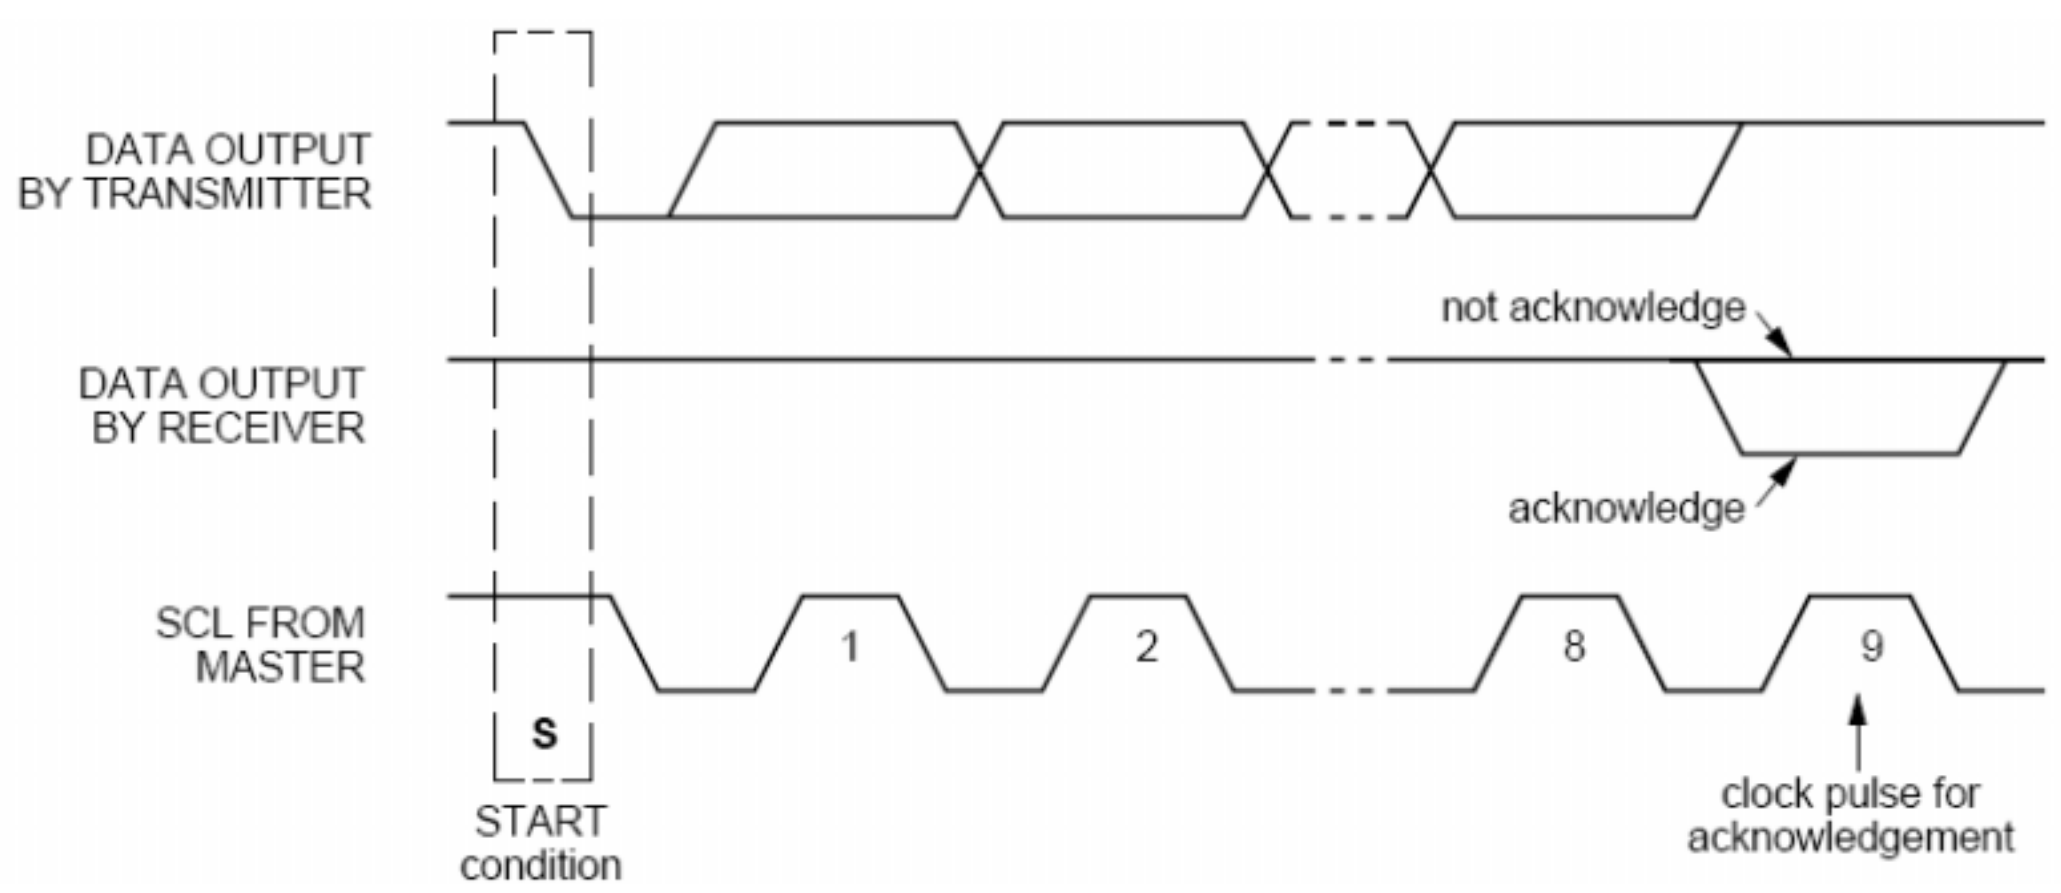 DATA OUTPUT
BY TRANSMITTER
not acknowledge
DATA OUTPUT
BY RECEIVER
acknowledge
SCL FROM
MASTER
1
2
8
9
S
START
condition
clock pulse for
acknowledgement